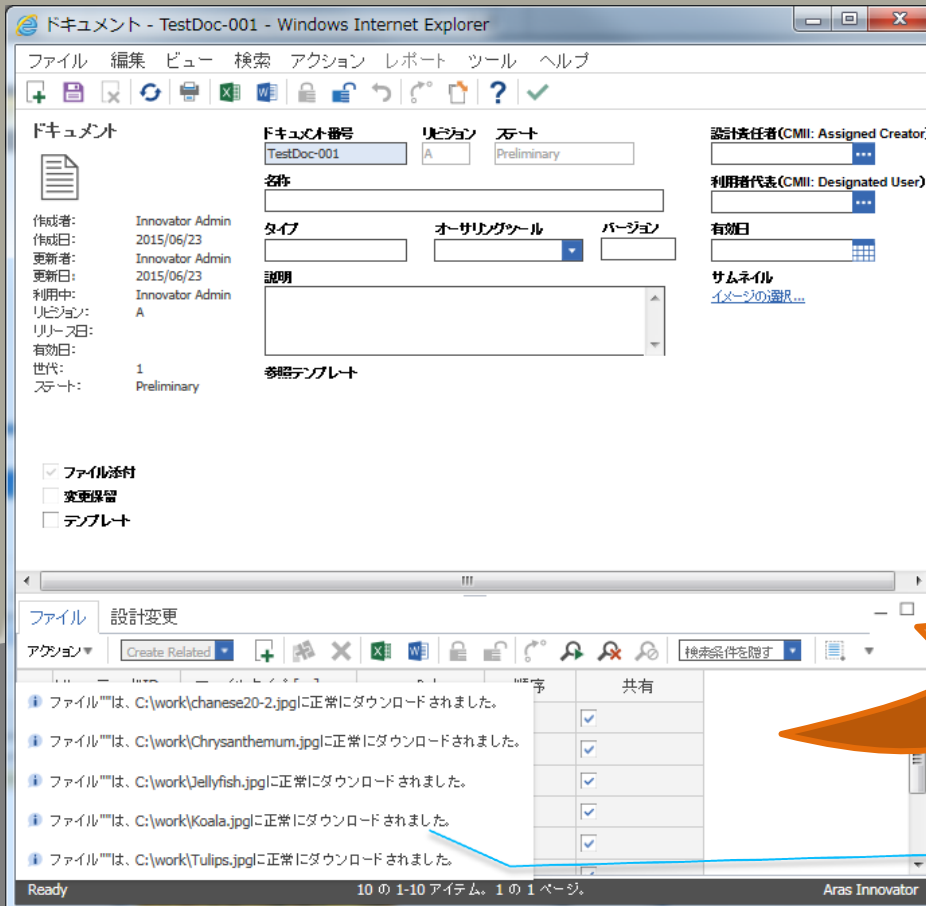 ドキュメント - TestDoc-001 - Windows Internet Explorer
ファイル 編集 ビュー 検索 アクション レポート ツール ヘルプ
ドキュメント
ドキュメント番号 リビジョン ステート
TestDoc-001 A Preliminary
設計責任者(CMII: Assigned Creator)
名称
利用者代表(CMII: Designated User)
作成者: Innovator Admin
作成日: 2015/06/23
更新者: Innovator Admin
更新日: 2015/06/23
利用中: Innovator Admin
リビジョン: A
リリース日:
有効日:
世代: 1
ステート: Preliminary
タイプ オーサリングツール バージョン
有効日
説明
サムネイル
イメージの選択...
参照テンプレート
ファイル添付
変更保留
テンプレート
ファイル 設計変更
アクション Create Related 検索条件を隠す
順序 共有
ファイル""は、C:\work\chanese20-2.jpgに正常にダウンロードされました。
ファイル""は、C:\work\Chrysanthemum.jpgに正常にダウンロードされました。
ファイル""は、C:\work\Jellyfish.jpgに正常にダウンロードされました。
ファイル""は、C:\work\Koala.jpgに正常にダウンロードされました。
ファイル""は、C:\work\Tulips.jpgに正常にダウンロードされました。
Ready 10 の 1-10 アイテム。1 の 1 ページ。 Aras Innovator